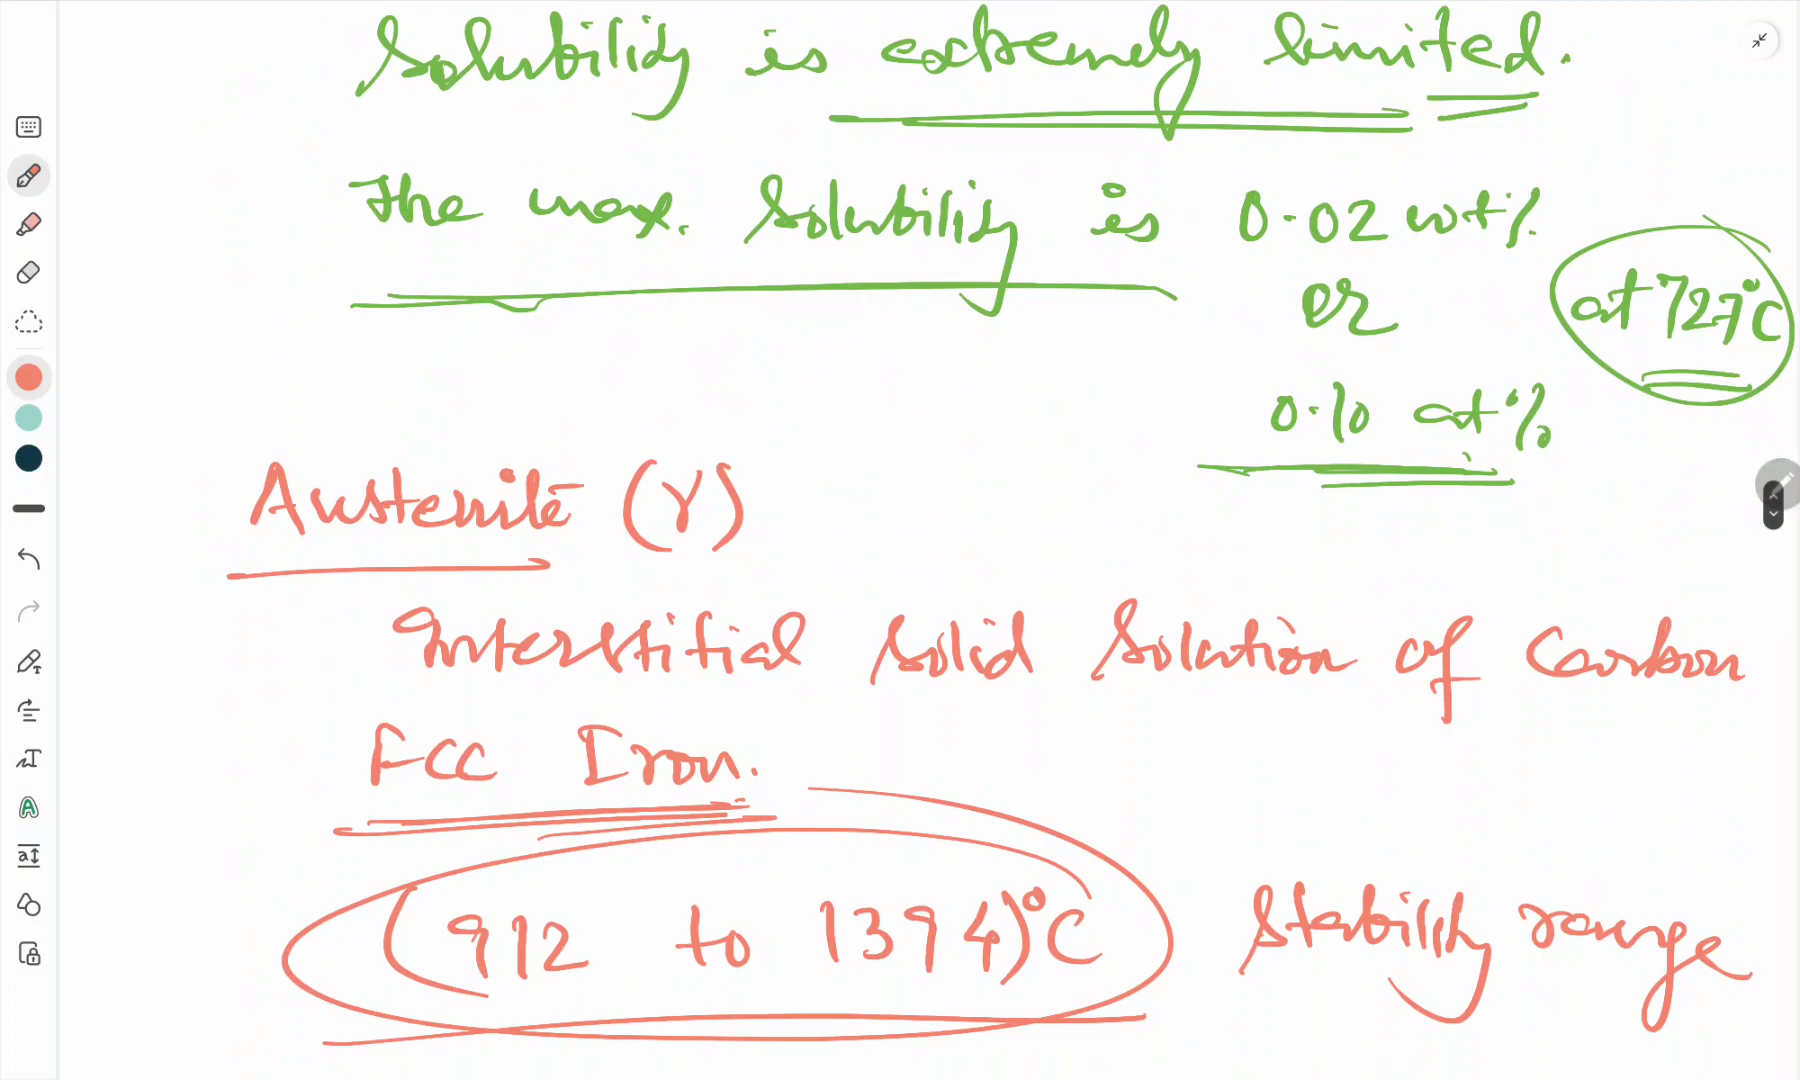 Solubility is extremely limited.
The max. Solubility is 0.02 wt%
or
at 727°C
0.10 at%
Austenite (γ)
Interstitial Solid Solution of Carbon
FCC Iron.
(912 to 1394)°C Stability range